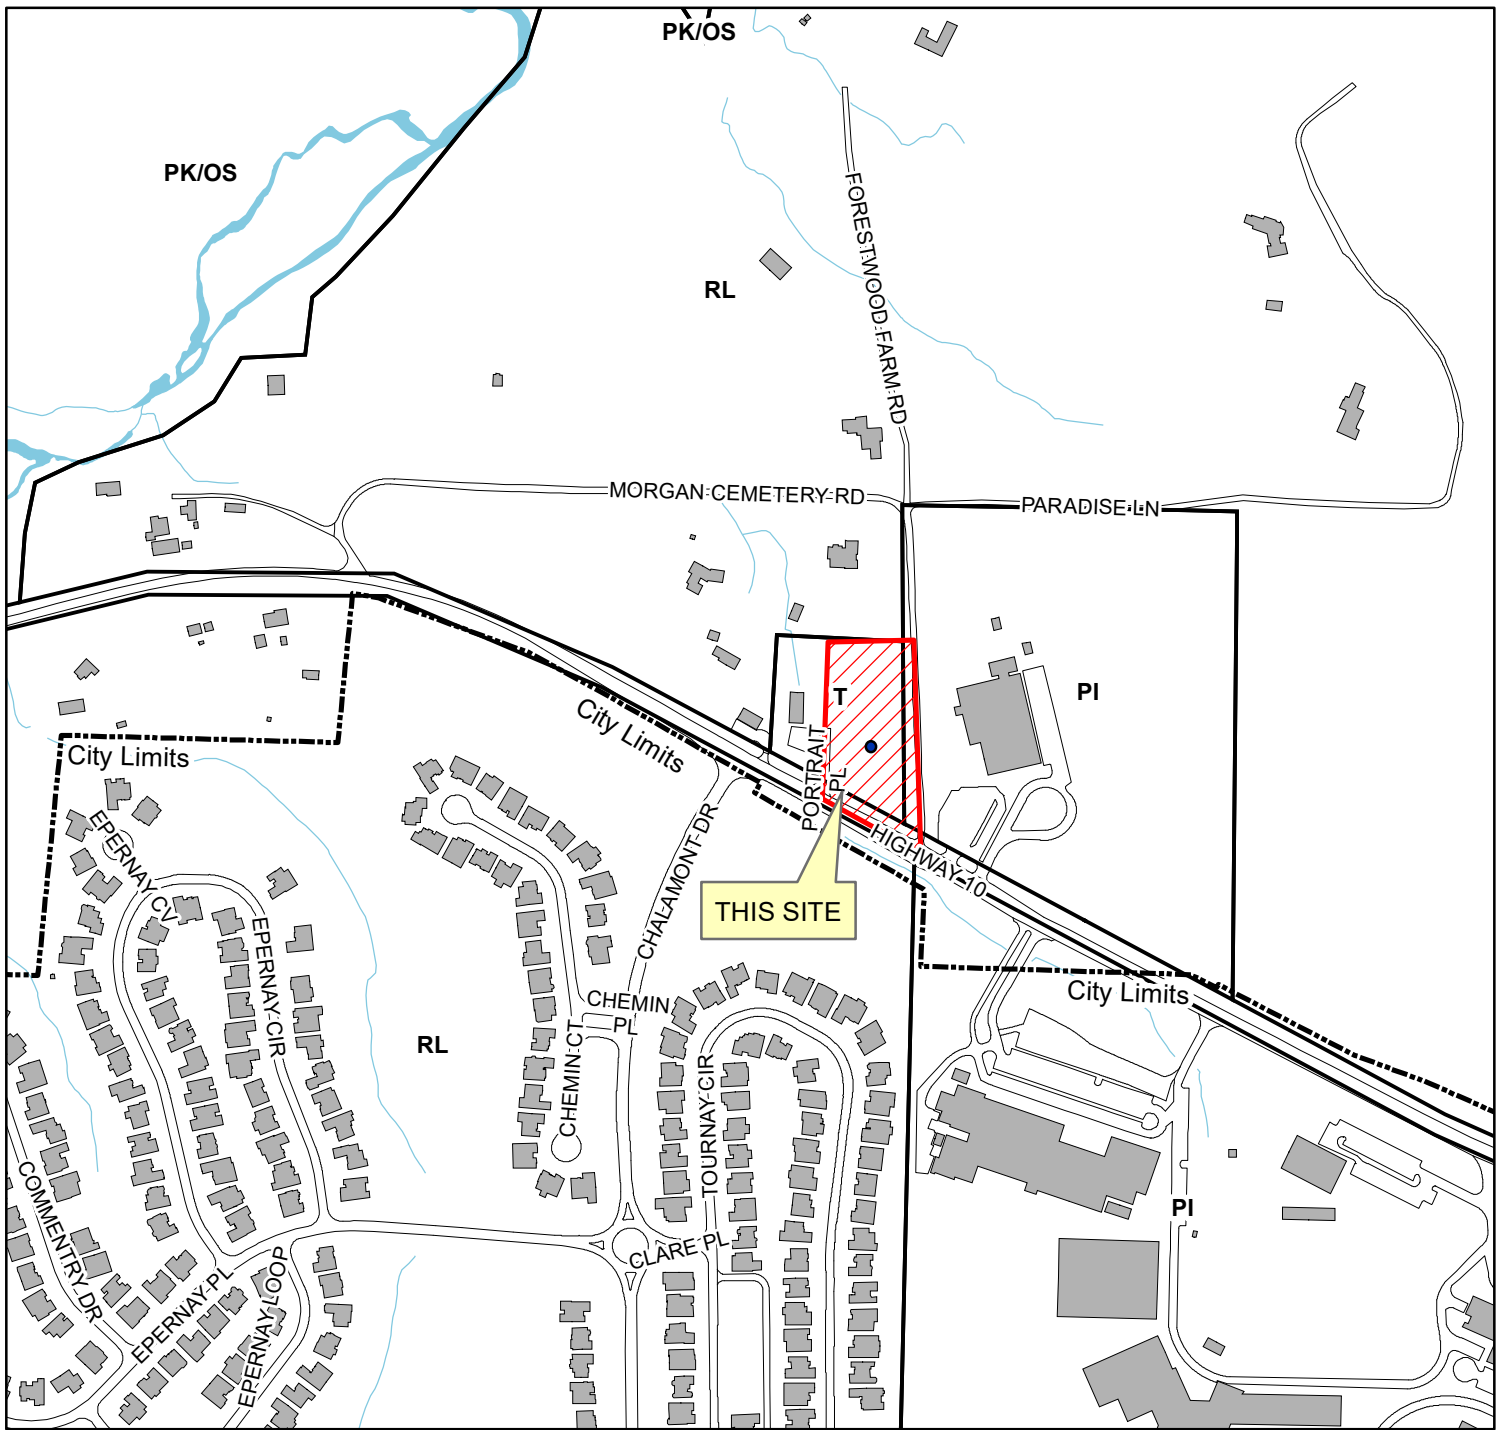 PK/OS
PK/OS
FORESTWOOD FARM RD
RL
MORGAN CEMETERY RD
PARADISE LN
T
PI
City Limits
City Limits
PORTRAIT
PL
HIGHWAY 10
CHALAMONT DR
THIS SITE
EPERNAY CV
EPERNAY CIR
City Limits
CHEMIN
PL
RL
CHEMIN CT
TOURNAY CIR
COMMENTRY DR
PI
CLARE PL
EPERNAY PL
EPERNAY LOOP